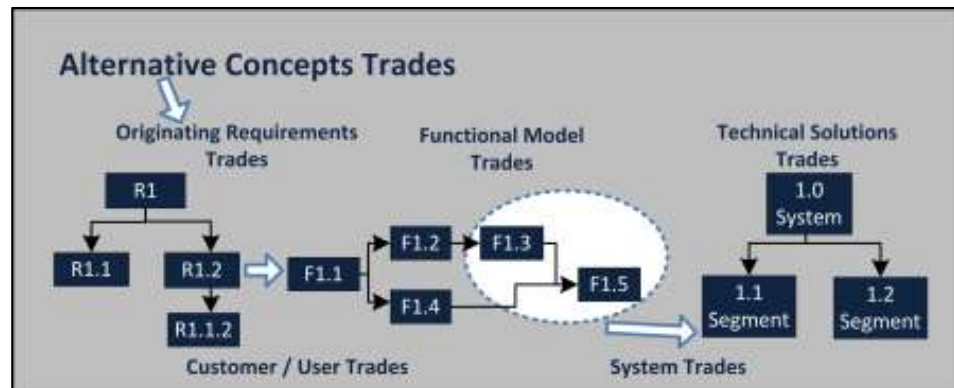 Alternative Concepts Trades
Originating Requirements
Trades
Functional Model
Trades
Technical Solutions
Trades
R1
R1.1
R1.2
R1.1.2
F1.1
F1.2
F1.3
F1.4
F1.5
1.0
System
1.1
Segment
1.2
Segment
Customer / User Trades
System Trades